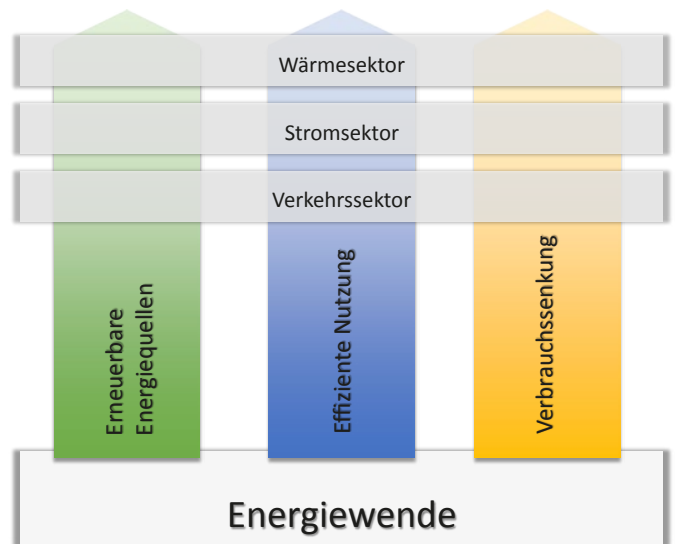 Wärmesektor
Stromsektor
Verkehrssektor
Erneuerbare
Energiequellen
Effiziente Nutzung
Verbrauchssenkung
Energiewende